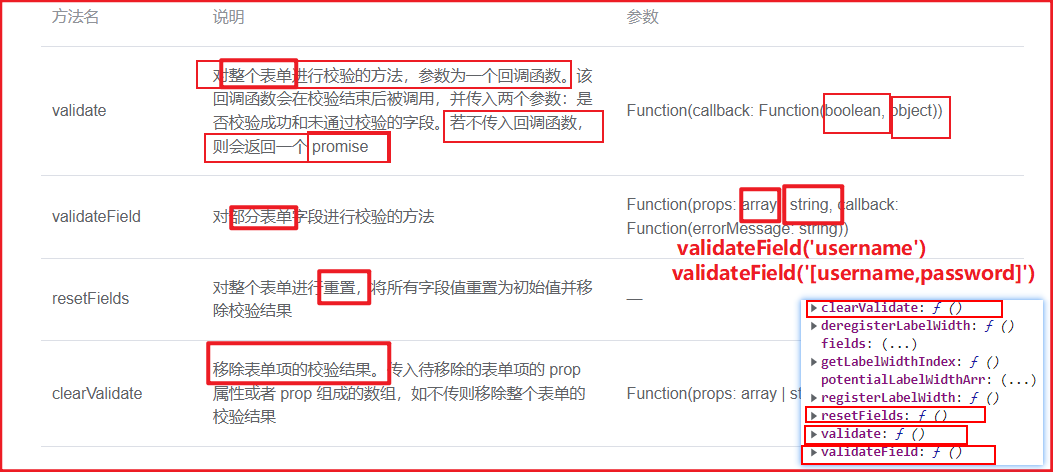 方法名 说明 参数
validate
对整个表单进行校验的方法，参数为一个回调函数。该
回调函数会在校验结束后被调用，并传入两个参数：是
否校验成功和未通过校验的字段。若不传入回调函数，
则会返回一个 promise
Function(callback: Function(boolean, object))
validateField
对部分表单字段进行校验的方法
Function(props: array | string, callback:
Function(errorMessage: string))
validateField('username')
validateField('[username,password]')
resetFields
对整个表单进行重置，将所有字段值重置为初始值并移
除校验结果
—
clearValidate
移除表单项的校验结果。传入待移除的表单项的 prop
属性或者 prop 组成的数组，如不传则移除整个表单的
校验结果
Function(props: array |
clearValidate: ƒ ()
deregisterLabelWidth: ƒ ()
fields: (...)
getLabelWidthIndex: ƒ ()
potentialLabelWidthArr: (...)
registerLabelWidth: ƒ ()
resetFields: ƒ ()
validate: ƒ ()
validateField: ƒ ()